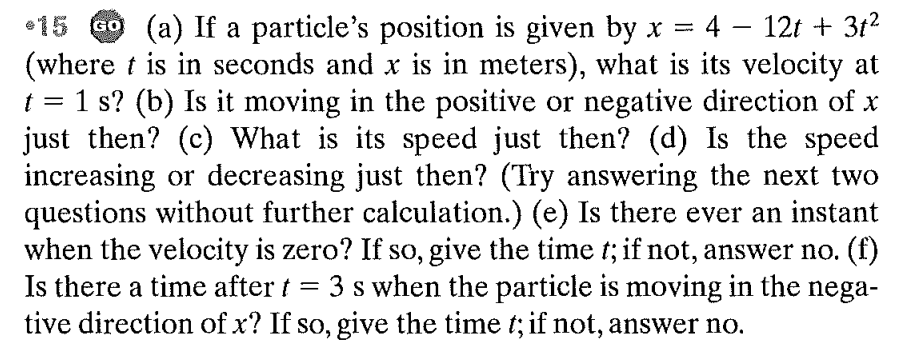 •15 GO (a) If a particle's position is given by x = 4 − 12t + 3t²
(where t is in seconds and x is in meters), what is its velocity at
t = 1 s? (b) Is it moving in the positive or negative direction of x
just then? (c) What is its speed just then? (d) Is the speed
increasing or decreasing just then? (Try answering the next two
questions without further calculation.) (e) Is there ever an instant
when the velocity is zero? If so, give the time t; if not, answer no. (f)
Is there a time after t = 3 s when the particle is moving in the nega-
tive direction of x? If so, give the time t; if not, answer no.